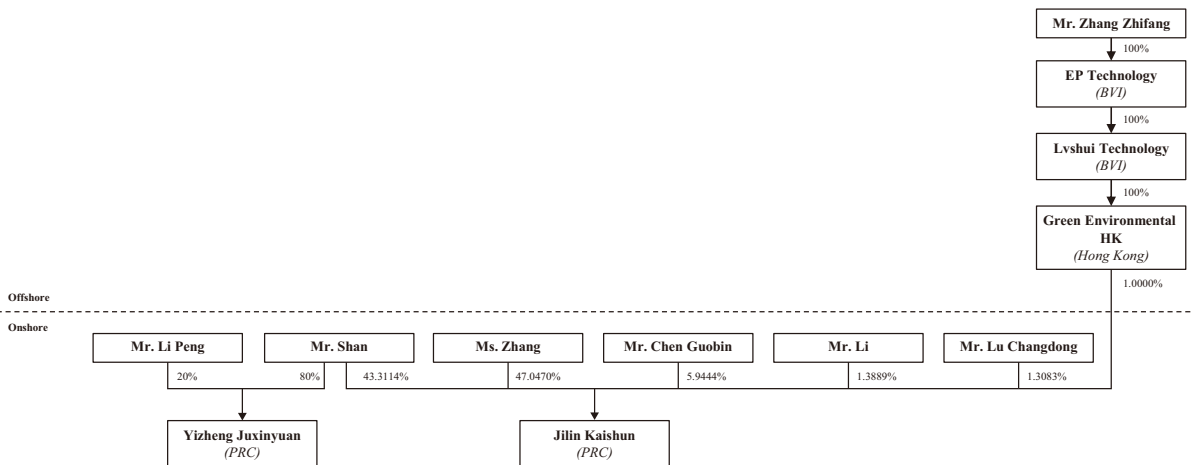 Mr. Zhang Zhifang
100%
EP Technology
(BVI)
100%
Lvshui Technology
(BVI)
100%
Green Environmental
HK
(Hong Kong)
1.0000%
Offshore
Onshore
Mr. Li Peng
Mr. Shan
Ms. Zhang
Mr. Chen Guobin
Mr. Li
Mr. Lu Changdong
20%
80%
43.3114%
47.0470%
5.9444%
1.3889%
1.3083%
Yizheng Juxinyuan
(PRC)
Jilin Kaishun
(PRC)